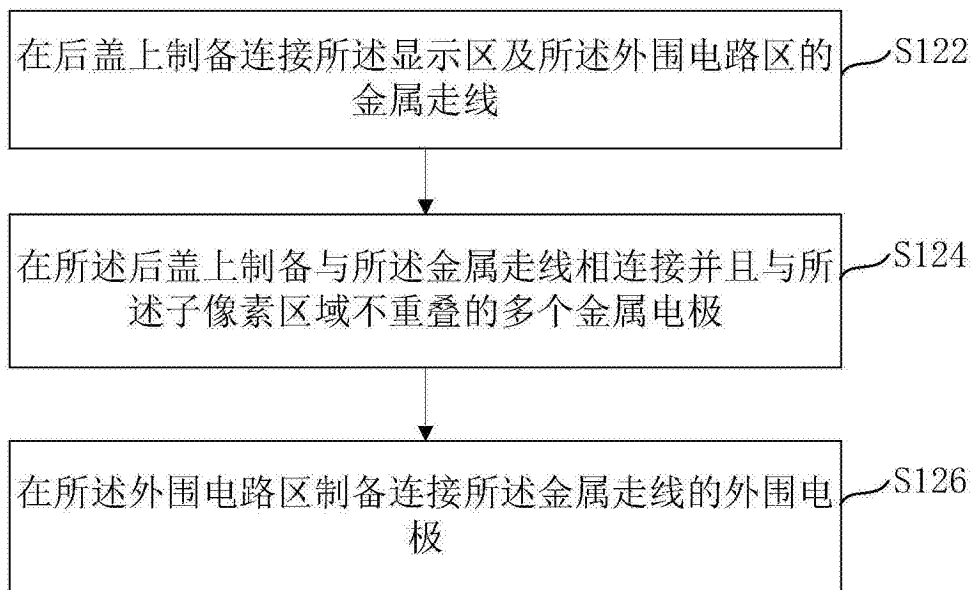 在后盖上制备连接所述显示区及所述外围电路区的
金属走线
S122
在所述后盖上制备与所述金属走线相连接并且与所
述子像素区域不重叠的多个金属电极
S124
在所述外围电路区制备连接所述金属走线的外围电
极
S126